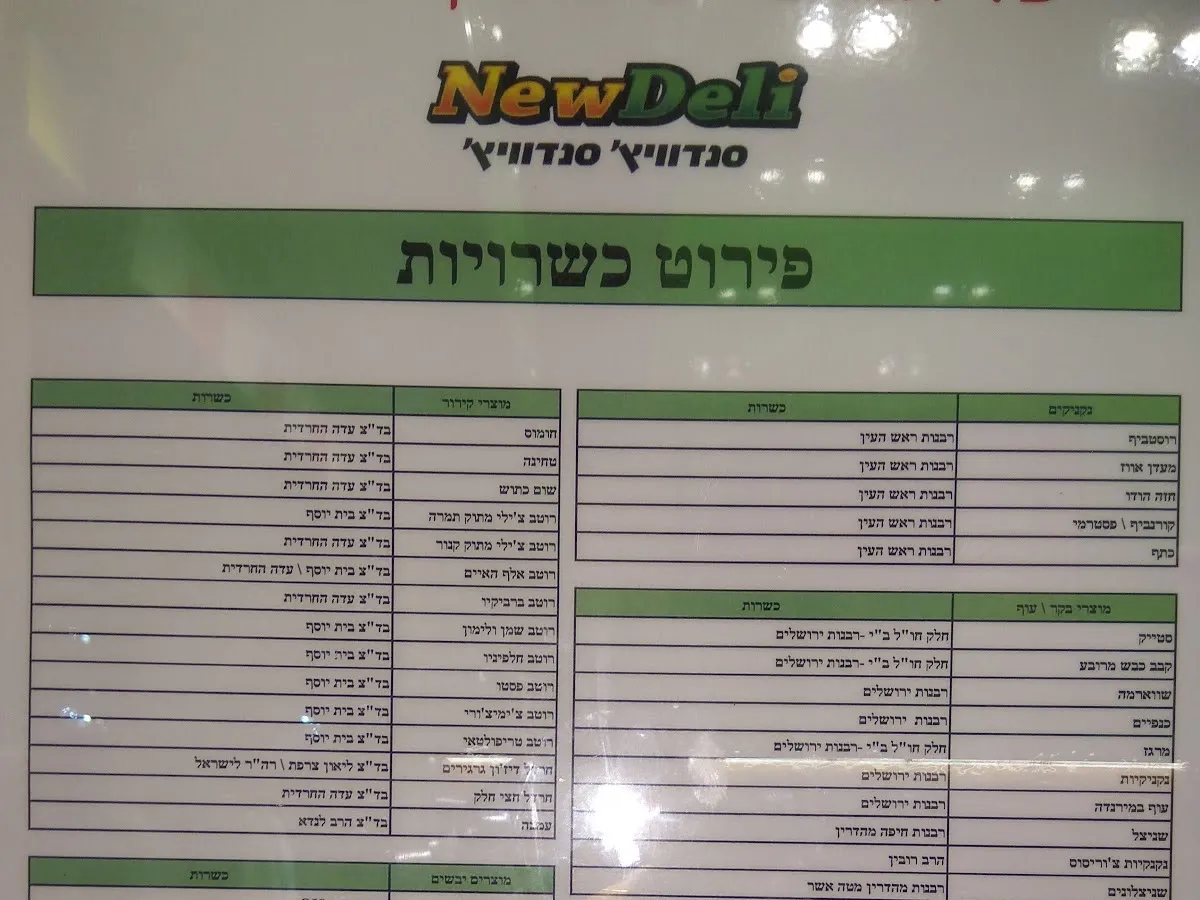 NewDeli
סנדוויץ' סנדוויץ'
פירוט כשרויות
נקניקים כשרות
רוסטביף רבנות ראש העין
מעדן אווז רבנות ראש העין
חזה הודו רבנות ראש העין
קורנביף \ פסטרמי רבנות ראש העין
כתף רבנות ראש העין
מוצרי בקר \ עוף כשרות
סטייק חלק חו"ל ב"י -רבנות ירושלים
קבב כבש מרובע חלק חו"ל ב"י -רבנות ירושלים
שווארמה רבנות ירושלים
כנפיים רבנות ירושלים
מרגז חלק חו"ל ב"י -רבנות ירושלים
נקניקיות רבנות ירושלים
עוף במירנדה רבנות ירושלים
שניצל רבנות חיפה מהדרין
נקנקיות צ'וריסוס הרב רובין
שניצלונים רבנות מהדרין מטה אשר
מוצרי קירור כשרות
חומוס בד"צ עדה החרדית
טחינה בד"צ עדה החרדית
שום כתוש בד"צ עדה החרדית
רוטב צ'ילי מתוק תמרה בד"צ בית יוסף
רוטב צ'ילי מתוק קנור בד"צ עדה החרדית
רוטב אלף האיים בד"צ בית יוסף \ עדה החרדית
רוטב ברביקיו בד"צ עדה החרדית
רוטב שמן ולימון בד"צ בית יוסף
רוטב חלפיניו בד"צ בית יוסף
רוטב פסטו בד"צ בית יוסף
רוטב צ'ימיצ'ורי בד"צ בית יוסף
רוטב טריפולטאי בד"צ בית יוסף
חרדל דיז'ון גרגירים בד"צ ליאון צרפת \ רה"ר לישראל
חרדל חצי חלק בד"צ עדה החרדית
עמבה בד"צ הרב לנדא
מוצרים יבשים כשרות